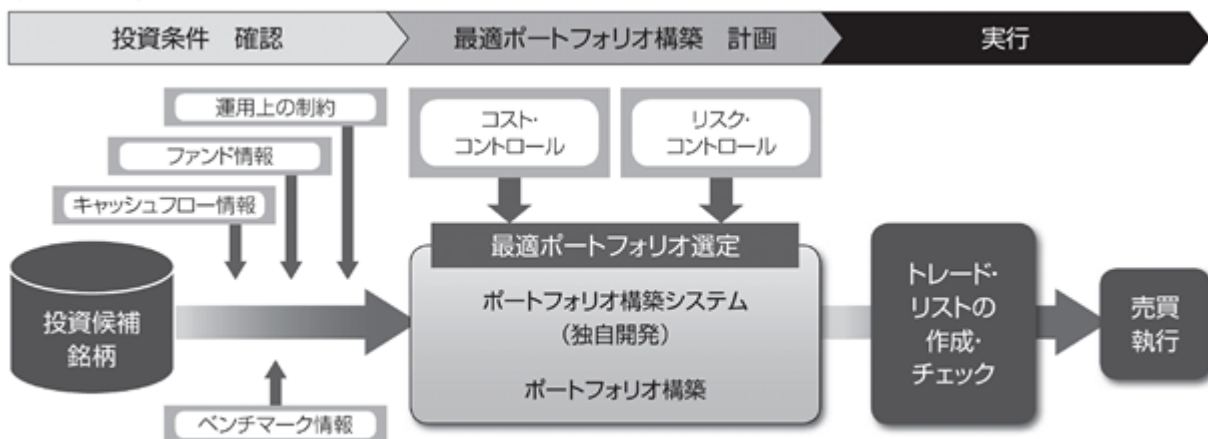 投資条件 確認
最適ポートフォリオ構築 計画
実行
運用上の制約
ファンド情報
キャッシュフロー情報
投資候補
銘柄
ベンチマーク情報
コスト・
コントロール
リスク・
コントロール
最適ポートフォリオ選定
ポートフォリオ構築システム
(独自開発)
ポートフォリオ構築
トレード・
リストの
作成・
チェック
売買
執行